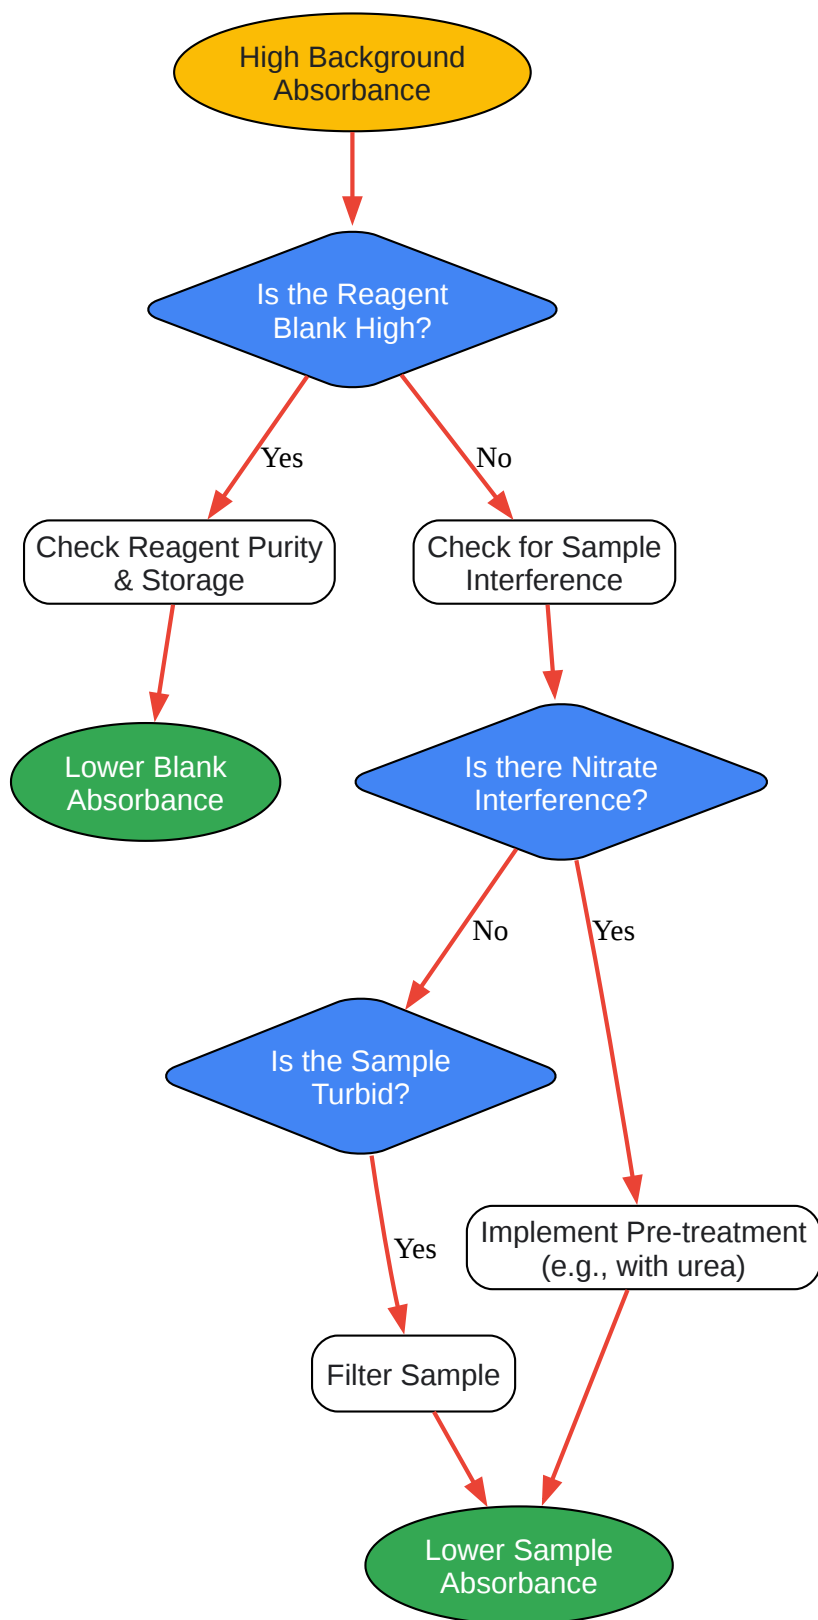 High Background
Absorbance
Is the Reagent
Blank High?
Yes
No
Check Reagent Purity
& Storage
Check for Sample
Interference
Lower Blank
Absorbance
Is there Nitrate
Interference?
No
Yes
Is the Sample
Turbid?
Yes
Implement Pre-treatment
(e.g., with urea)
Filter Sample
Lower Sample
Absorbance